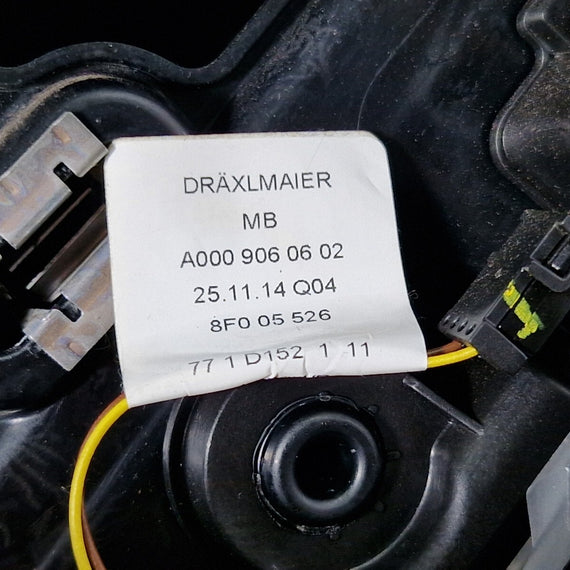 DRÄXLMAIER
MB
A000 906 06 02
25.11.14 Q04
8F0 05 526
77 1 D152 1 11